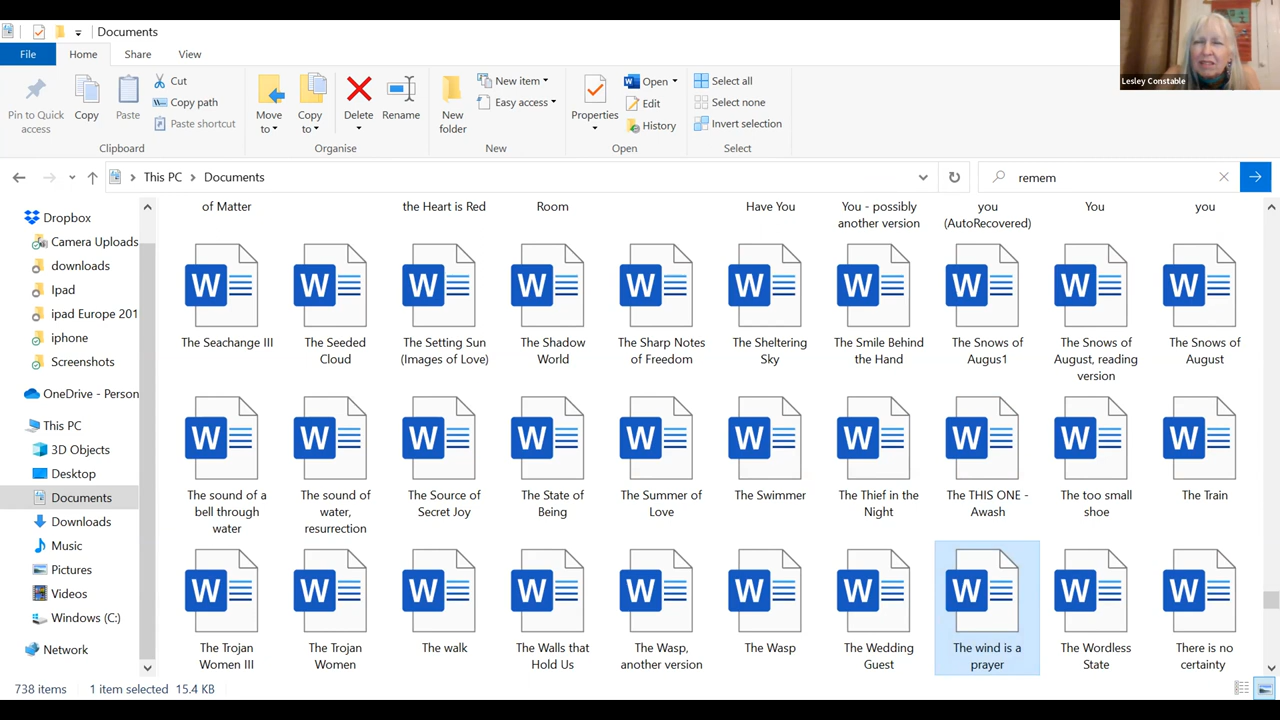 Documents
File
Home
Share
View
Pin to Quick
access
Copy
Paste
Cut
Copy path
Paste shortcut
Clipboard
Move
to
Copy
to
Delete
Rename
Organise
New
folder
New item
Easy access
New
Properties
Open
Edit
History
Open
Select all
Select none
Invert selection
Select
Lesley Constable
This PC
Documents
remem
Dropbox
Camera Uploads
downloads
Ipad
ipad Europe 201
iphone
Screenshots
OneDrive - Person
This PC
3D Objects
Desktop
Documents
Downloads
Music
Pictures
Videos
Windows (C:)
Network
of Matter
the Heart is Red
Room
Have You
You - possibly
another version
you
(AutoRecovered)
You
you
The Seachange III
The Seeded
Cloud
The Setting Sun
(Images of Love)
The Shadow
World
The Sharp Notes
of Freedom
The Sheltering
Sky
The Smile Behind
the Hand
The Snows of
Augus1
The Snows of
August, reading
version
The Snows of
August
The sound of a
bell through
water
The sound of
water,
resurrection
The Source of
Secret Joy
The State of
Being
The Summer of
Love
The Swimmer
The Thief in the
Night
The THIS ONE -
Awash
The too small
shoe
The Train
The Trojan
Women III
The Trojan
Women
The walk
The Walls that
Hold Us
The Wasp,
another version
The Wasp
The Wedding
Guest
The wind is a
prayer
The Wordless
State
There is no
certainty
738 items
1 item selected
15.4 KB